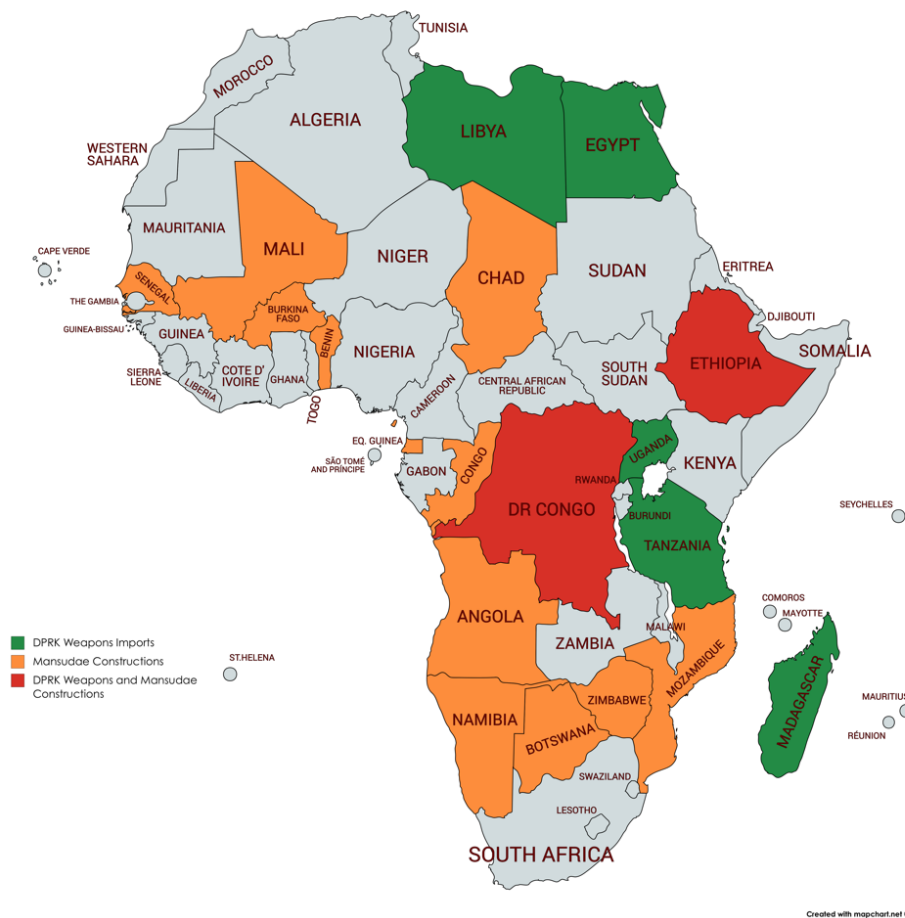 TUNISIA
MOROCCO
ALGERIA
LIBYA
EGYPT
WESTERN
SAHARA
MAURITANIA
MALI
NIGER
CHAD
SUDAN
ERITREA
CAPE VERDE
SENEGAL
THE GAMBIA
GUINEA-BISSAU
GUINEA
BURKINA
FASO
BENIN
NIGERIA
DJIBOUTI
SOMALIA
ETHIOPIA
SIERRA
LEONE
LIBERIA
COTE D'
IVOIRE
GHANA
TOGO
CAMEROON
CENTRAL AFRICAN
REPUBLIC
SOUTH
SUDAN
EQ. GUINEA
SÃO TOMÉ
AND PRÍNCIPE
GABON
CONGO
UGANDA
KENYA
RWANDA
DR CONGO
BURUNDI
TANZANIA
SEYCHELLES
COMOROS
MAYOTTE
ANGOLA
ZAMBIA
MALAWI
MOZAMBIQUE
DPRK Weapons Imports
Mansudae Constructions
DPRK Weapons and Mansudae
Constructions
ST.HELENA
NAMIBIA
ZIMBABWE
BOTSWANA
MADAGASCAR
MAURITIUS
RÉUNION
SWAZILAND
LESOTHO
SOUTH AFRICA
Created with mapchart.net